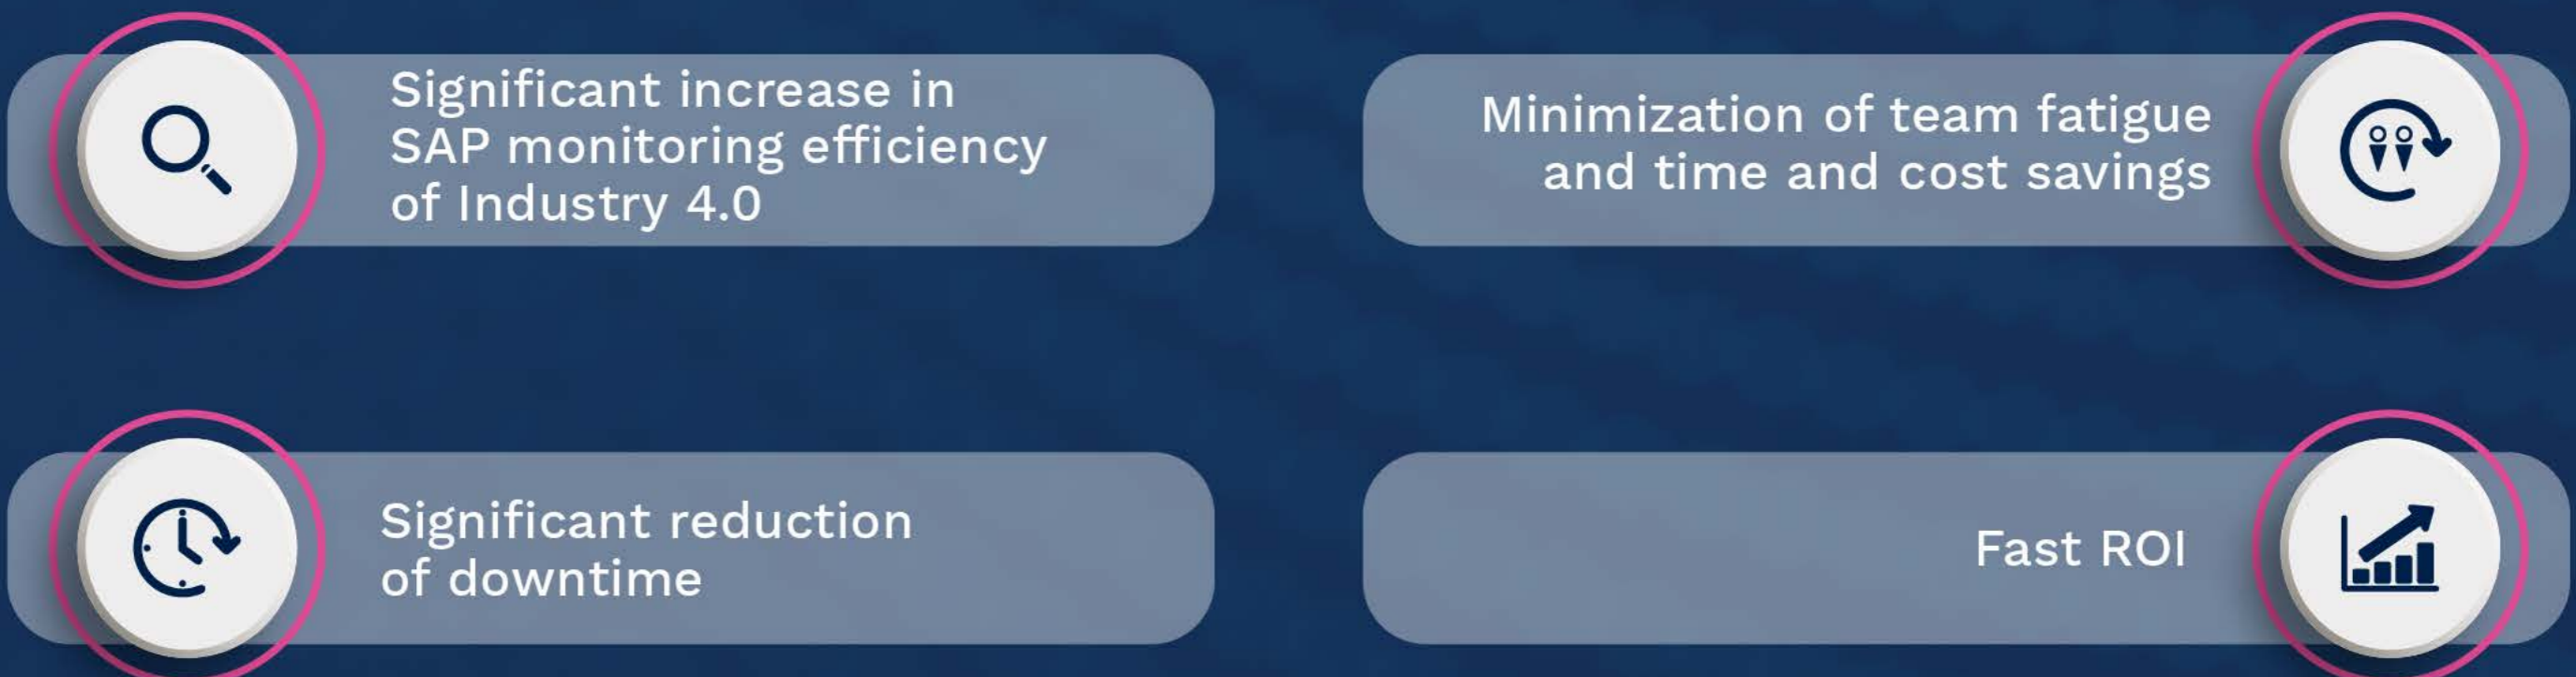 Significant increase in
SAP monitoring efficiency
of Industry 4.0
Minimization of team fatigue
and time and cost savings
Significant reduction
of downtime
Fast ROI